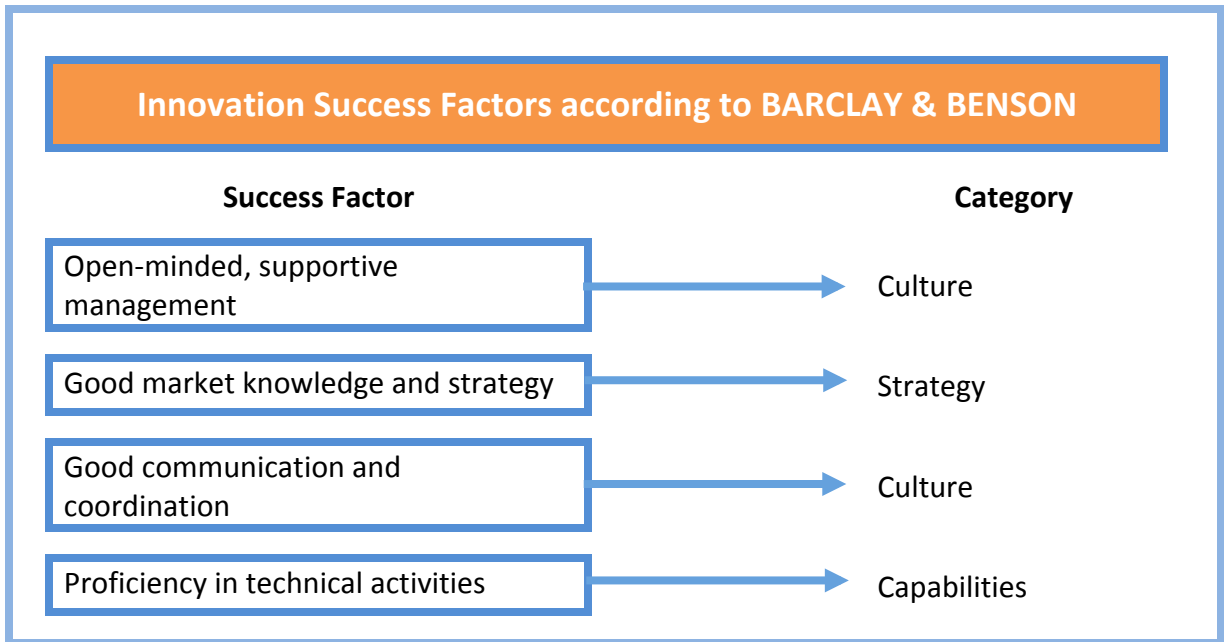 Innovation Success Factors according to BARCLAY & BENSON
Success Factor
Category
Open-minded, supportive
management
Culture
Good market knowledge and strategy
Strategy
Good communication and
coordination
Culture
Proficiency in technical activities
Capabilities